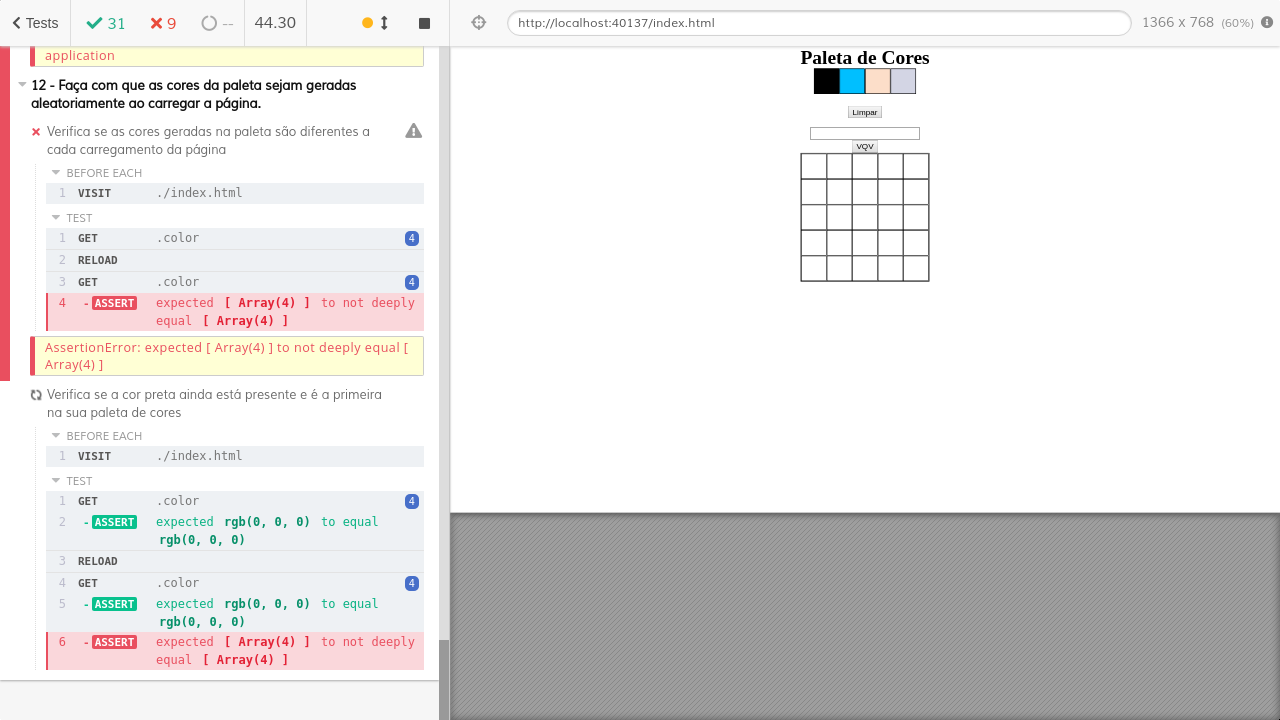 Tests 31 9 -- 44.30
http://localhost:40137/index.html 1366 x 768 (60%)
application
12 - Faça com que as cores da paleta sejam geradas
aleatoriamente ao carregar a página.
Verifica se as cores geradas na paleta são diferentes a
cada carregamento da página
BEFORE EACH
1 VISIT ./index.html
TEST
1 GET .color 4
2 RELOAD
3 GET .color 4
4 -ASSERT expected [ Array(4) ] to not deeply
equal [ Array(4) ]
AssertionError: expected [ Array(4) ] to not deeply equal [
Array(4) ]
Verifica se a cor preta ainda está presente e é a primeira
na sua paleta de cores
BEFORE EACH
1 VISIT ./index.html
TEST
1 GET .color 4
2 -ASSERT expected rgb(0, 0, 0) to equal
rgb(0, 0, 0)
3 RELOAD
4 GET .color 4
5 -ASSERT expected rgb(0, 0, 0) to equal
rgb(0, 0, 0)
6 -ASSERT expected [ Array(4) ] to not deeply
equal [ Array(4) ]
Paleta de Cores
Limpar
VQV